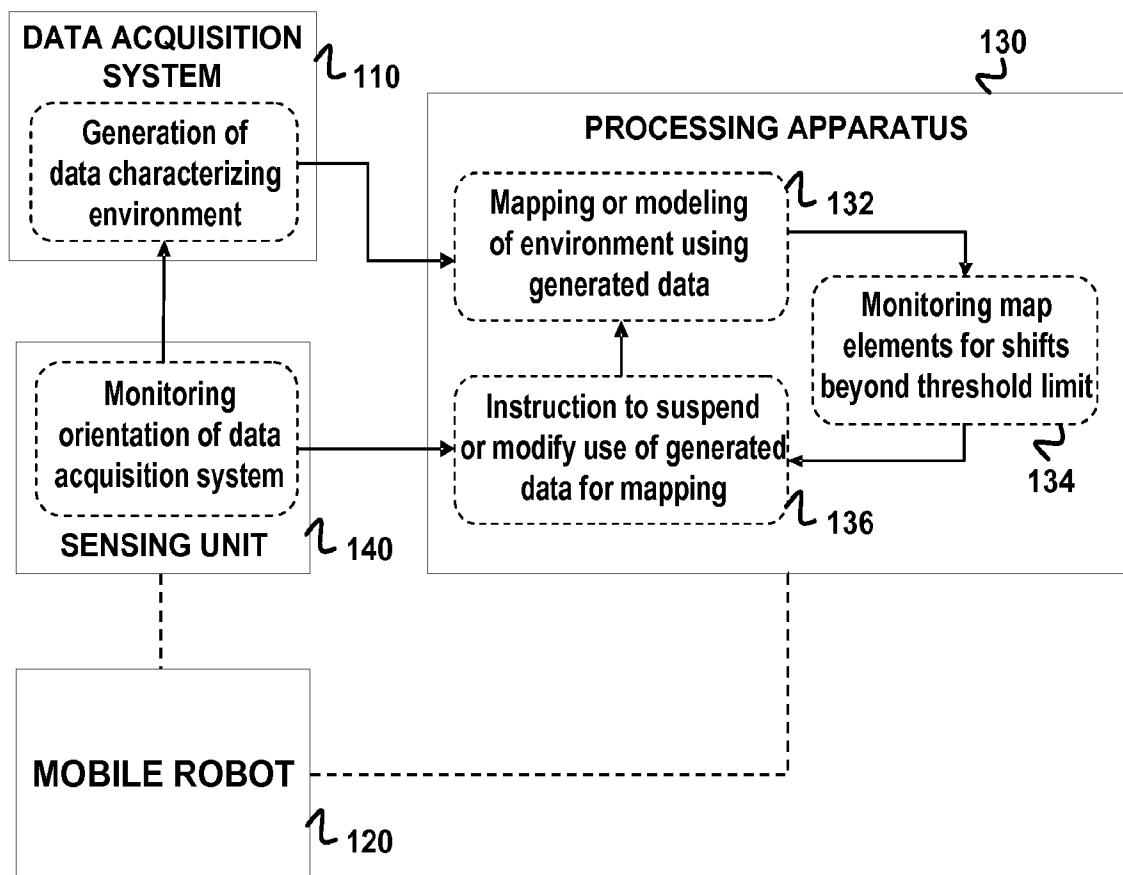 DATA ACQUISITION
SYSTEM
110
Generation of
data characterizing
environment
130
PROCESSING APPARATUS
Mapping or modeling
of environment using
generated data
132
Monitoring map
elements for shifts
beyond threshold limit
134
Monitoring
orientation of data
acquisition system
SENSING UNIT
140
Instruction to suspend
or modify use of generated
data for mapping
136
MOBILE ROBOT
120